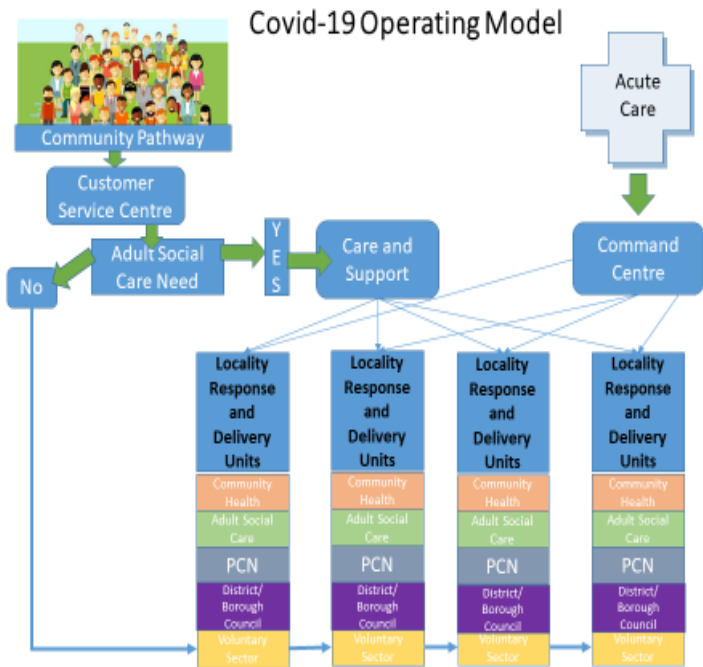 Covid-19 Operating Model
Acute
Care
Community Pathway
Customer
Service Centre
Adult Social
Care Need
Y
E
S
Care and
Support
Command
Centre
No
Locality
Response
and
Delivery
Units
Community
Health
Adult Social
Care
PCN
District/
Borough
Council
Voluntary
Sector
Locality
Response
and
Delivery
Units
Community
Health
Adult Social
Care
PCN
District/
Borough
Council
Voluntary
Sector
Locality
Response
and
Delivery
Units
Community
Health
Adult Social
Care
PCN
District/
Borough
Council
Voluntary
Sector
Locality
Response
and
Delivery
Units
Community
Health
Adult Social
Care
PCN
District/
Borough
Council
Voluntary
Sector